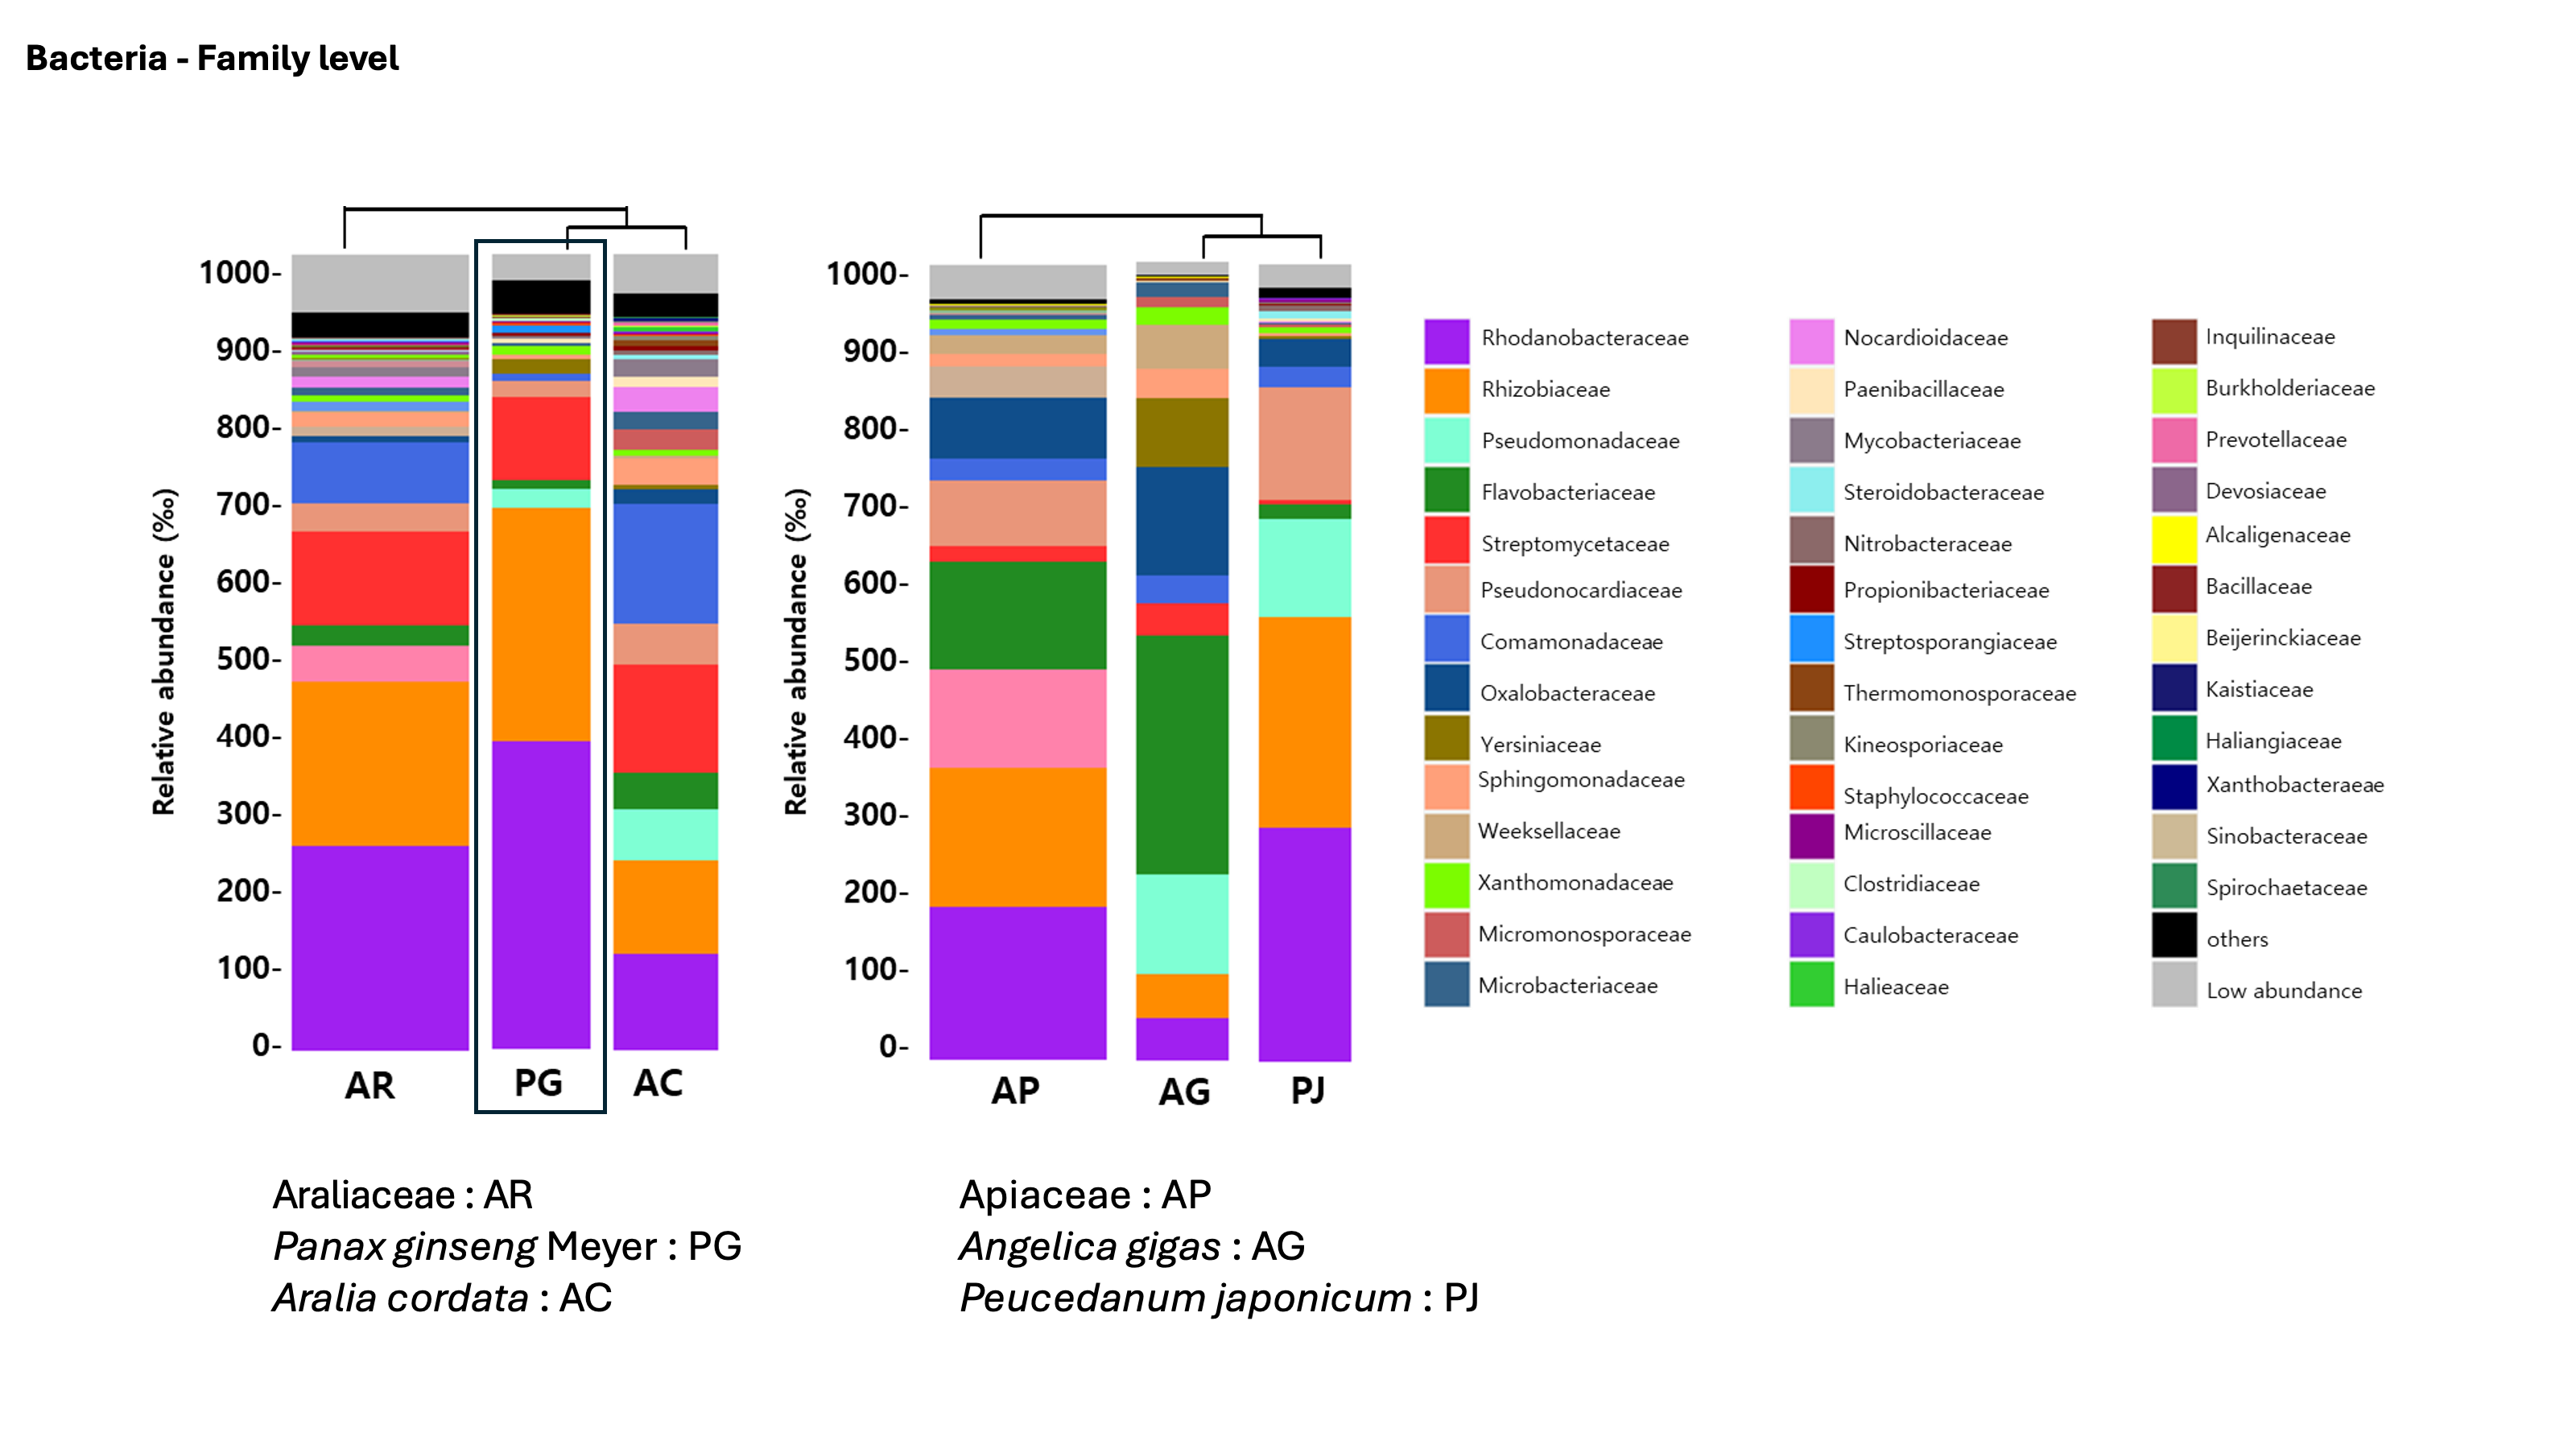 Bacteria - Family level
Relative abundance (‰)
1000-
900-
800-
700-
600-
500-
400-
300-
200-
100-
0-
AR
PG
AC
Relative abundance (‰)
1000-
900-
800-
700-
600-
500-
400-
300-
200-
100-
0-
AP
AG
PJ
Rhodanobacteraceae
Rhizobiaceae
Pseudomonadaceae
Flavobacteriaceae
Streptomycetaceae
Pseudonocardiaceae
Comamonadaceae
Oxalobacteraceae
Yersiniaceae
Sphingomonadaceae
Weeksellaceae
Xanthomonadaceae
Micromonosporaceae
Microbacteriaceae
Nocardioidaceae
Paenibacillaceae
Mycobacteriaceae
Steroidobacteraceae
Nitrobacteraceae
Propionibacteriaceae
Streptosporangiaceae
Thermomonosporaceae
Kineosporiaceae
Staphylococcaceae
Microscillaceae
Clostridiaceae
Caulobacteraceae
Halieaceae
Inquilinaceae
Burkholderiaceae
Prevotellaceae
Devosiaceae
Alcaligenaceae
Bacillaceae
Beijerinckiaceae
Kaistiaceae
Haliangiaceae
Xanthobacteraeae
Sinobacteraceae
Spirochaetaceae
others
Low abundance
Araliaceae : AR
Panax ginseng Meyer : PG
Aralia cordata : AC
Apiaceae : AP
Angelica gigas : AG
Peucedanum japonicum : PJ